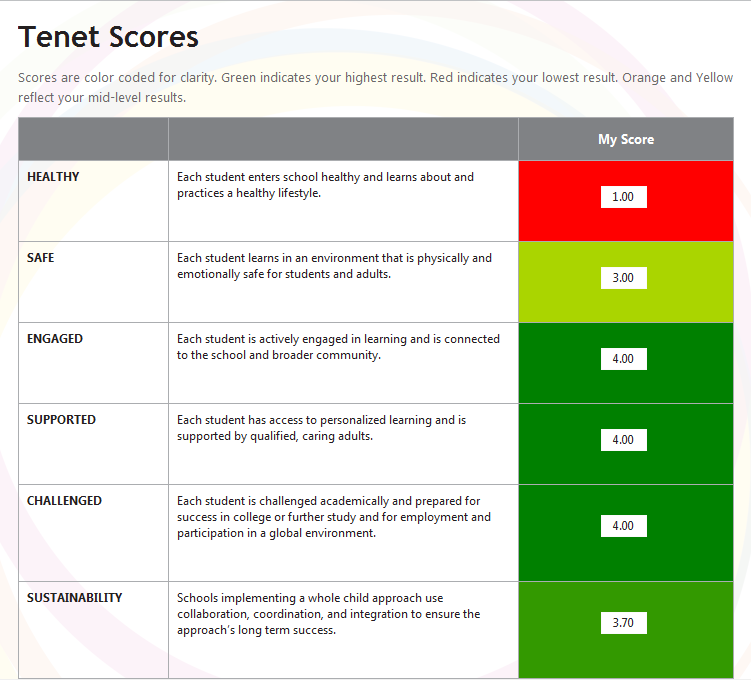 Tenet Scores
Scores are color coded for clarity. Green indicates your highest result. Red indicates your lowest result. Orange and Yellow
reflect your mid-level results.
My Score
HEALTHY
Each student enters school healthy and learns about and
practices a healthy lifestyle.
1.00
SAFE
Each student learns in an environment that is physically and
emotionally safe for students and adults.
3.00
ENGAGED
Each student is actively engaged in learning and is connected
to the school and broader community.
4.00
SUPPORTED
Each student has access to personalized learning and is
supported by qualified, caring adults.
4.00
CHALLENGED
Each student is challenged academically and prepared for
success in college or further study and for employment and
participation in a global environment.
4.00
SUSTAINABILITY
Schools implementing a whole child approach use
collaboration, coordination, and integration to ensure the
approach's long term success.
3.70